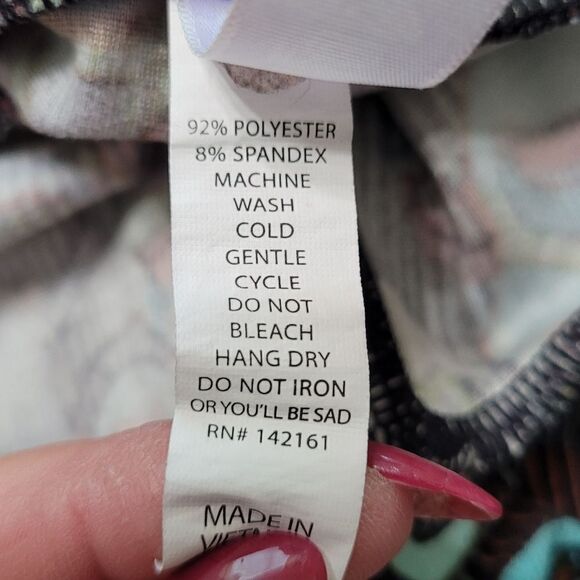 92% POLYESTER
8% SPANDEX
MACHINE
WASH
COLD
GENTLE
CYCLE
DO NOT
BLEACH
HANG DRY
DO NOT IRON
OR YOU'LL BE SAD
RN# 142161
MADE IN